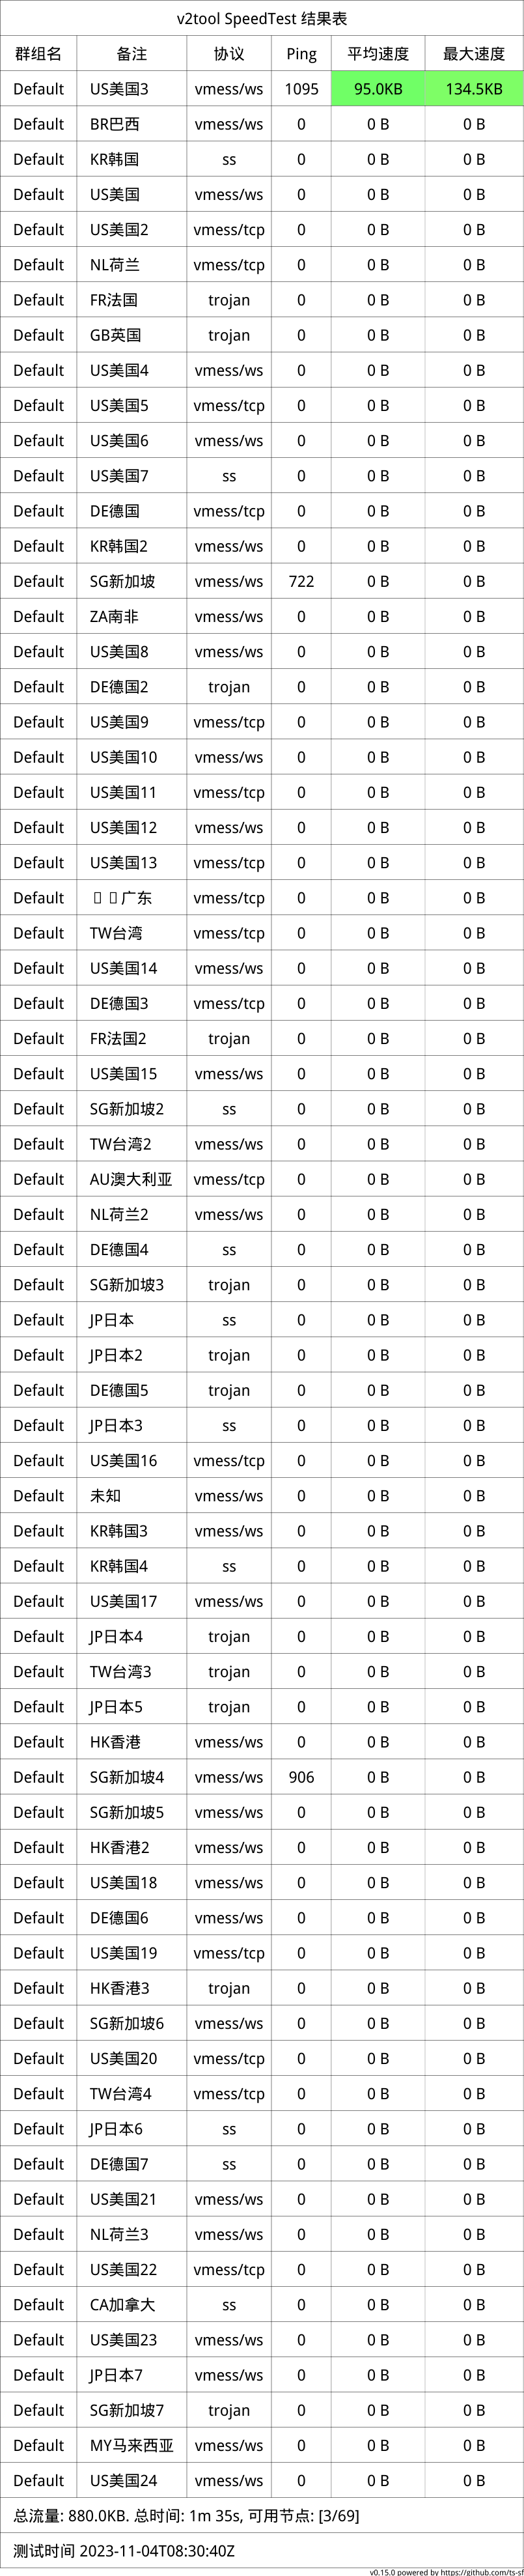 v2tool SpeedTest 结果表
群组名 备注 协议 Ping 平均速度 最大速度
Default US美国3 vmess/ws 1095 95.0KB 134.5KB
Default BR巴西 vmess/ws 0 0 B 0 B
Default KR韩国 ss 0 0 B 0 B
Default US美国 vmess/ws 0 0 B 0 B
Default US美国2 vmess/tcp 0 0 B 0 B
Default NL荷兰 vmess/tcp 0 0 B 0 B
Default FR法国 trojan 0 0 B 0 B
Default GB英国 trojan 0 0 B 0 B
Default US美国4 vmess/ws 0 0 B 0 B
Default US美国5 vmess/tcp 0 0 B 0 B
Default US美国6 vmess/ws 0 0 B 0 B
Default US美国7 ss 0 0 B 0 B
Default DE德国 vmess/tcp 0 0 B 0 B
Default KR韩国2 vmess/ws 0 0 B 0 B
Default SG新加坡 vmess/ws 722 0 B 0 B
Default ZA南非 vmess/ws 0 0 B 0 B
Default US美国8 vmess/ws 0 0 B 0 B
Default DE德国2 trojan 0 0 B 0 B
Default US美国9 vmess/tcp 0 0 B 0 B
Default US美国10 vmess/ws 0 0 B 0 B
Default US美国11 vmess/tcp 0 0 B 0 B
Default US美国12 vmess/ws 0 0 B 0 B
Default US美国13 vmess/tcp 0 0 B 0 B
Default 广东 vmess/tcp 0 0 B 0 B
Default TW台湾 vmess/tcp 0 0 B 0 B
Default US美国14 vmess/ws 0 0 B 0 B
Default DE德国3 vmess/tcp 0 0 B 0 B
Default FR法国2 trojan 0 0 B 0 B
Default US美国15 vmess/ws 0 0 B 0 B
Default SG新加坡2 ss 0 0 B 0 B
Default TW台湾2 vmess/ws 0 0 B 0 B
Default AU澳大利亚 vmess/tcp 0 0 B 0 B
Default NL荷兰2 vmess/ws 0 0 B 0 B
Default DE德国4 ss 0 0 B 0 B
Default SG新加坡3 trojan 0 0 B 0 B
Default JP日本 ss 0 0 B 0 B
Default JP日本2 trojan 0 0 B 0 B
Default DE德国5 trojan 0 0 B 0 B
Default JP日本3 ss 0 0 B 0 B
Default US美国16 vmess/tcp 0 0 B 0 B
Default 未知 vmess/ws 0 0 B 0 B
Default KR韩国3 vmess/ws 0 0 B 0 B
Default KR韩国4 ss 0 0 B 0 B
Default US美国17 vmess/ws 0 0 B 0 B
Default JP日本4 trojan 0 0 B 0 B
Default TW台湾3 trojan 0 0 B 0 B
Default JP日本5 trojan 0 0 B 0 B
Default HK香港 vmess/ws 0 0 B 0 B
Default SG新加坡4 vmess/ws 906 0 B 0 B
Default SG新加坡5 vmess/ws 0 0 B 0 B
Default HK香港2 vmess/ws 0 0 B 0 B
Default US美国18 vmess/ws 0 0 B 0 B
Default DE德国6 vmess/ws 0 0 B 0 B
Default US美国19 vmess/tcp 0 0 B 0 B
Default HK香港3 trojan 0 0 B 0 B
Default SG新加坡6 vmess/ws 0 0 B 0 B
Default US美国20 vmess/tcp 0 0 B 0 B
Default TW台湾4 vmess/tcp 0 0 B 0 B
Default JP日本6 ss 0 0 B 0 B
Default DE德国7 ss 0 0 B 0 B
Default US美国21 vmess/ws 0 0 B 0 B
Default NL荷兰3 vmess/ws 0 0 B 0 B
Default US美国22 vmess/tcp 0 0 B 0 B
Default CA加拿大 ss 0 0 B 0 B
Default US美国23 vmess/ws 0 0 B 0 B
Default JP日本7 vmess/ws 0 0 B 0 B
Default SG新加坡7 trojan 0 0 B 0 B
Default MY马来西亚 vmess/ws 0 0 B 0 B
Default US美国24 vmess/ws 0 0 B 0 B
总流量: 880.0KB. 总时间: 1m 35s, 可用节点: [3/69]
测试时间 2023-11-04T08:30:40Z
v0.15.0 powered by https://github.com/ts-sf